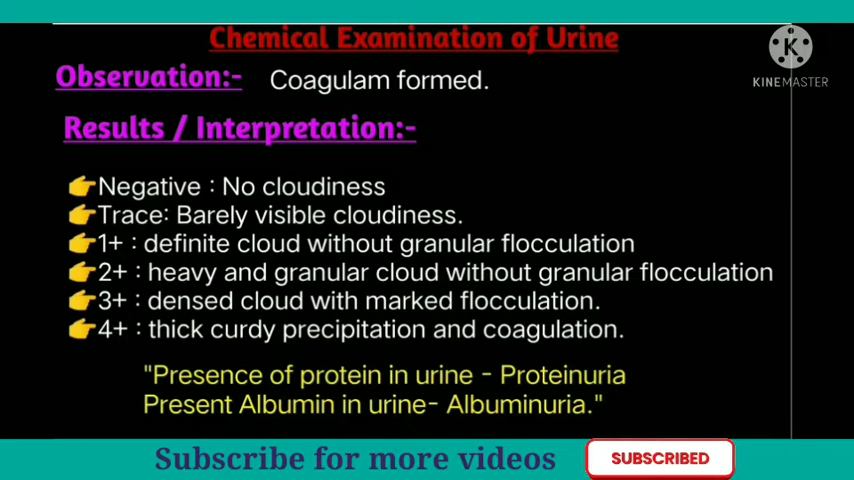 Chemical Examination of Urine
K
KINEMASTER
Observation:- Coagulam formed.
Results / Interpretation:-
👉Negative : No cloudiness
👉Trace: Barely visible cloudiness.
👉1+ : definite cloud without granular flocculation
👉2+ : heavy and granular cloud without granular flocculation
👉3+ : densed cloud with marked flocculation.
👉4+ : thick curdy precipitation and coagulation.
"Presence of protein in urine - Proteinuria
Present Albumin in urine- Albuminuria."
Subscribe for more videos
SUBSCRIBED